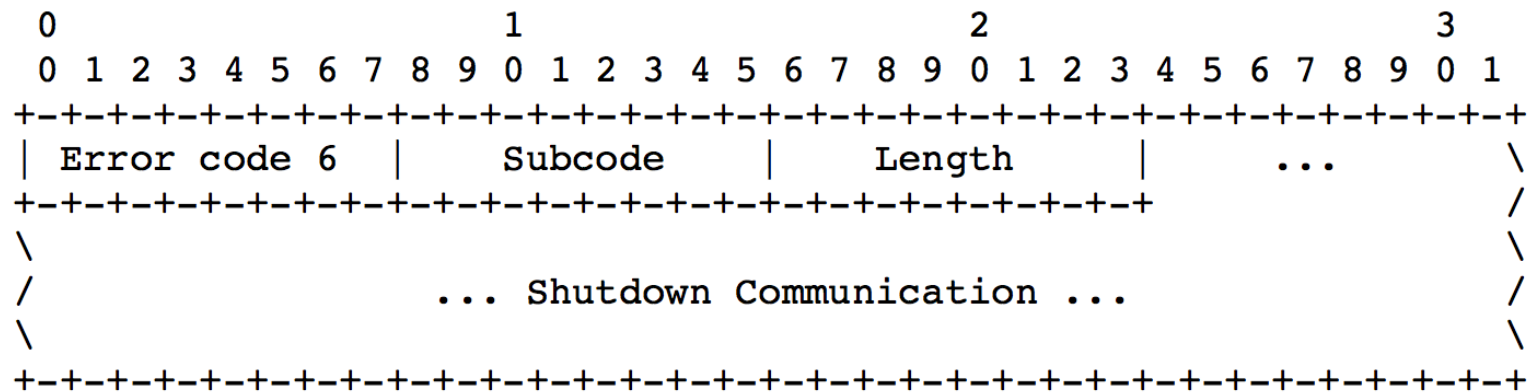 0                   1                   2                   3
 0 1 2 3 4 5 6 7 8 9 0 1 2 3 4 5 6 7 8 9 0 1 2 3 4 5 6 7 8 9 0 1
+-+-+-+-+-+-+-+-+-+-+-+-+-+-+-+-+-+-+-+-+-+-+-+-+-+-+-+-+-+-+-+-+
| Error code 6  |    Subcode    |    Length     |     ...       \
+-+-+-+-+-+-+-+-+-+-+-+-+-+-+-+-+-+-+-+-+-+-+-+-+               /
\                                                               \
/                 ... Shutdown Communication ...                /
\                                                               \
+-+-+-+-+-+-+-+-+-+-+-+-+-+-+-+-+-+-+-+-+-+-+-+-+-+-+-+-+-+-+-+-+